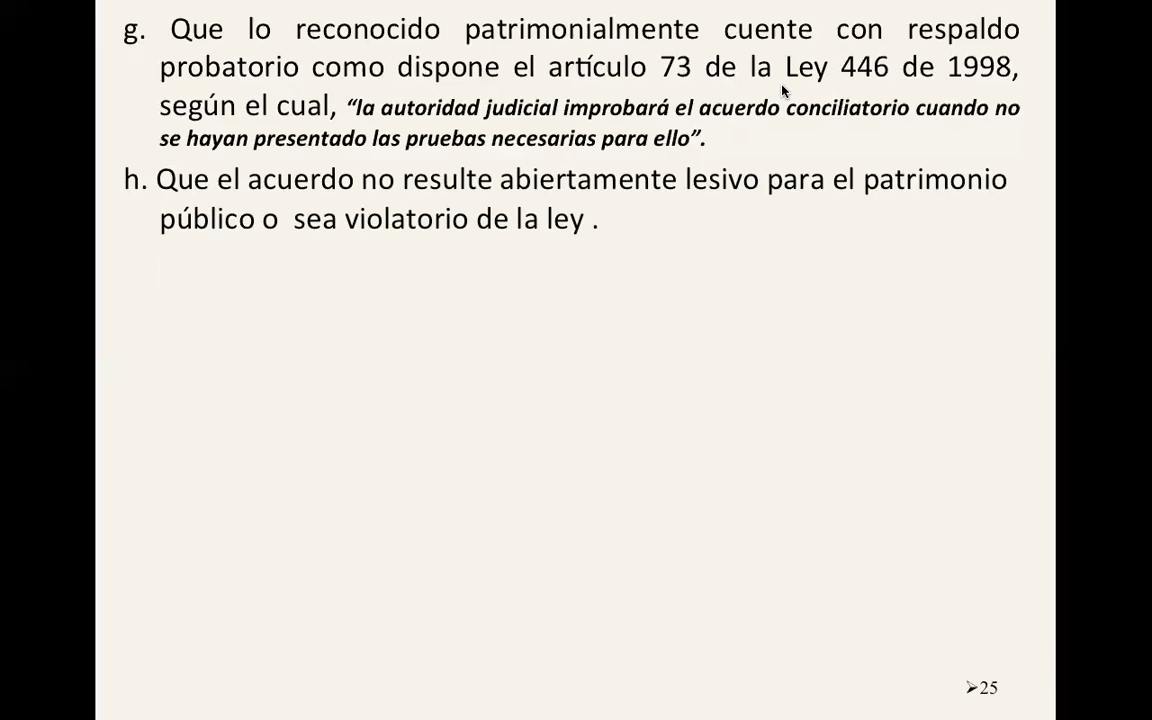 g. Que lo reconocido patrimonialmente cuente con respaldo
probatorio como dispone el artículo 73 de la Ley 446 de 1998,
según el cual, “la autoridad judicial improbará el acuerdo conciliatorio cuando no
se hayan presentado las pruebas necesarias para ello”.
h. Que el acuerdo no resulte abiertamente lesivo para el patrimonio
público o  sea violatorio de la ley .
➢25